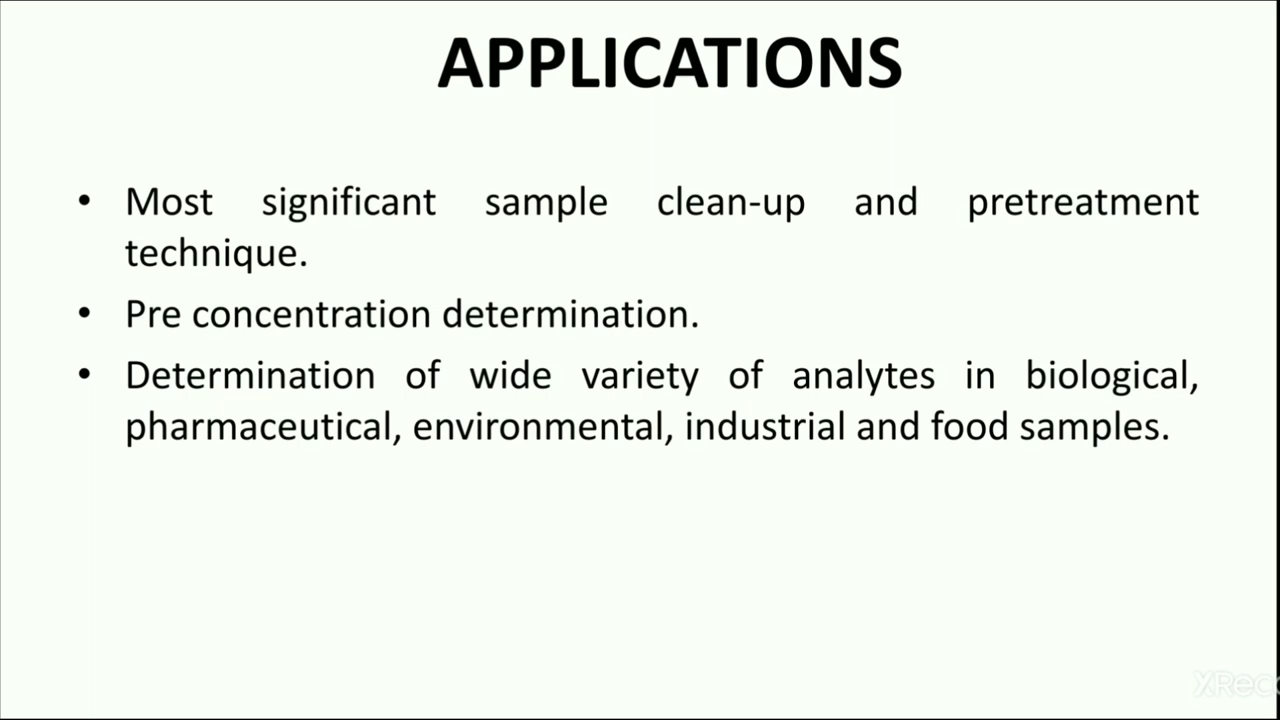 APPLICATIONS
• Most significant sample clean-up and pretreatment
technique.
• Pre concentration determination.
• Determination of wide variety of analytes in biological,
pharmaceutical, environmental, industrial and food samples.
XRec